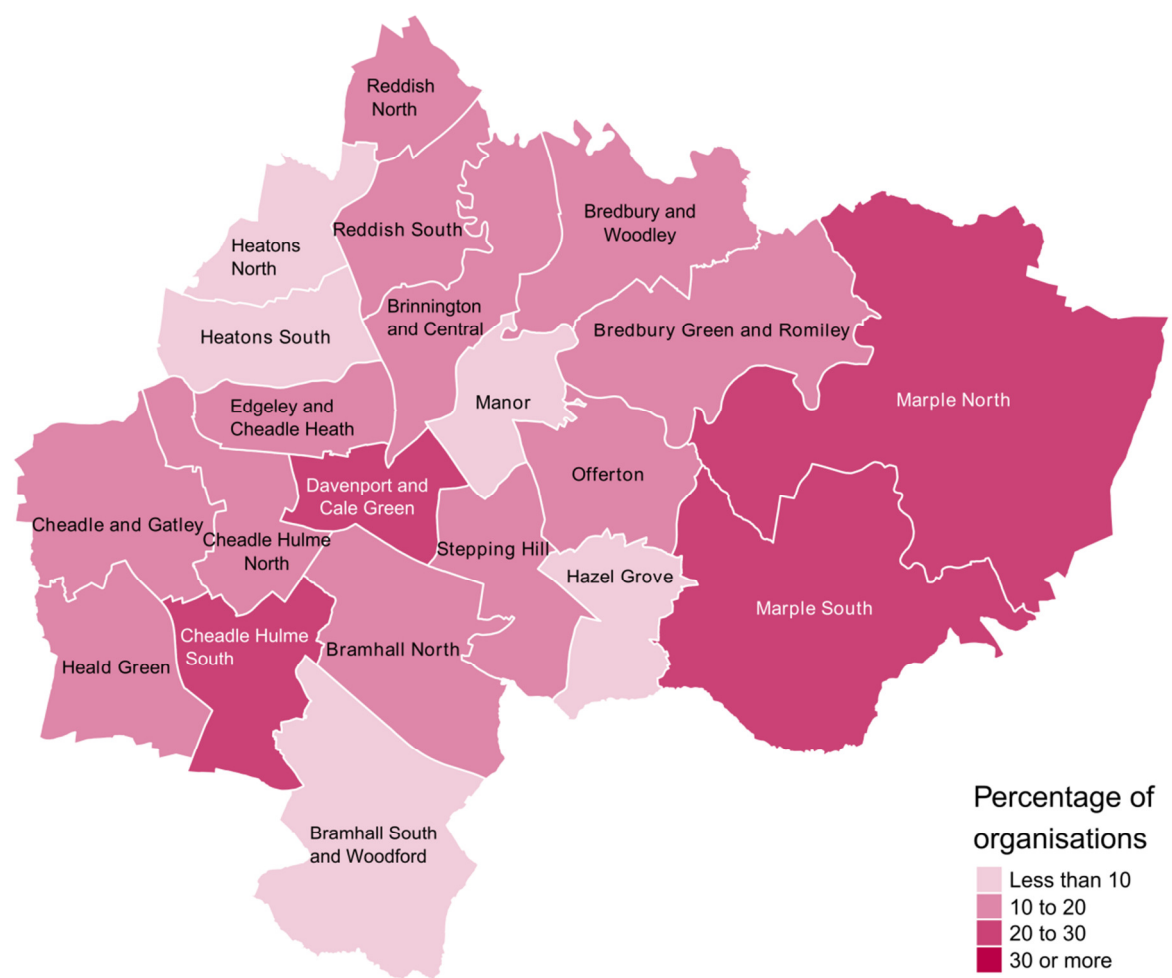 Reddish
North
Heatons
North
Reddish South
Bredbury and
Woodley
Heatons South
Brinnington
and Central
Bredbury Green and Romiley
Edgeley and
Cheadle Heath
Manor
Marple North
Davenport and
Cale Green
Offerton
Cheadle and Gatley
Cheadle Hulme
North
Stepping Hill
Hazel Grove
Marple South
Cheadle Hulme
South
Heald Green
Bramhall North
Bramhall South
and Woodford
Percentage of
organisations
Less than 10
10 to 20
20 to 30
30 or more